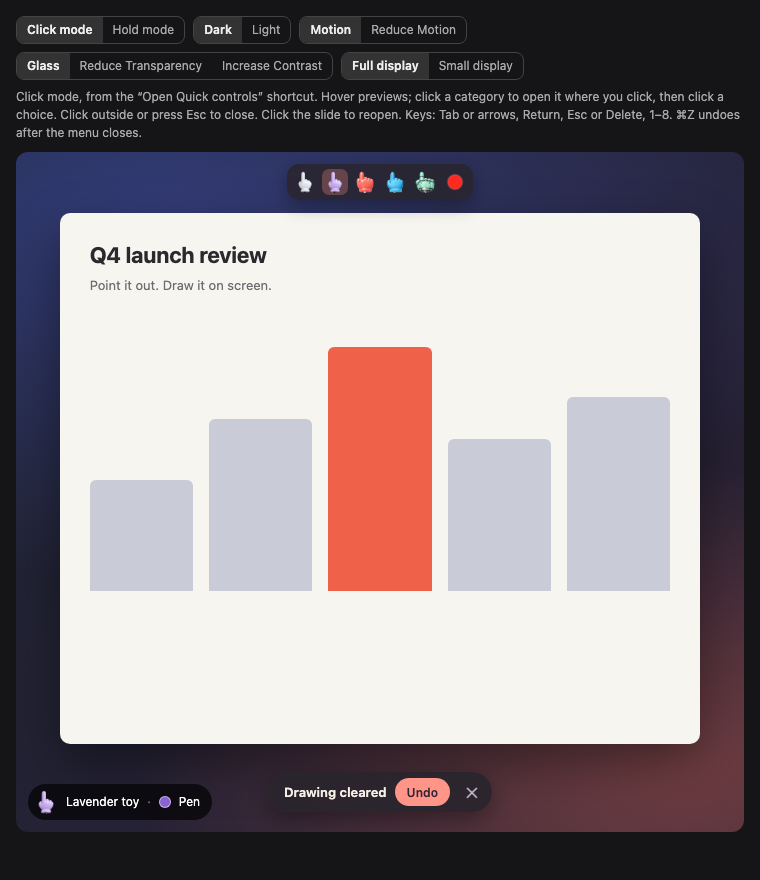 Click mode Hold mode Dark Light Motion Reduce Motion
Glass Reduce Transparency Increase Contrast Full display Small display
Click mode, from the “Open Quick controls” shortcut. Hover previews; click a category to open it where you click, then click a
choice. Click outside or press Esc to close. Click the slide to reopen. Keys: Tab or arrows, Return, Esc or Delete, 1–8. ⌘Z undoes
after the menu closes.
Q4 launch review
Point it out. Draw it on screen.
Drawing cleared Undo
Lavender toy · Pen